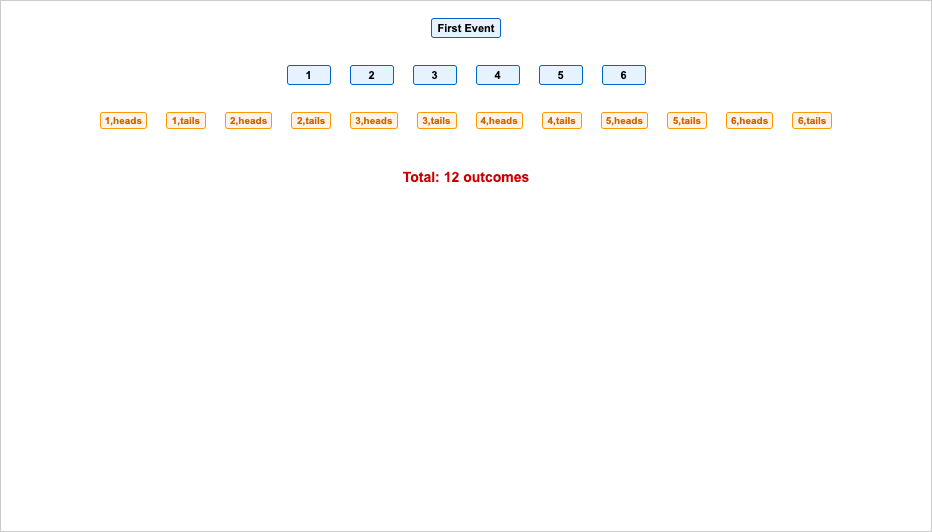 First Event
1 2 3 4 5 6
1,heads 1,tails 2,heads 2,tails 3,heads 3,tails 4,heads 4,tails 5,heads 5,tails 6,heads 6,tails
Total: 12 outcomes